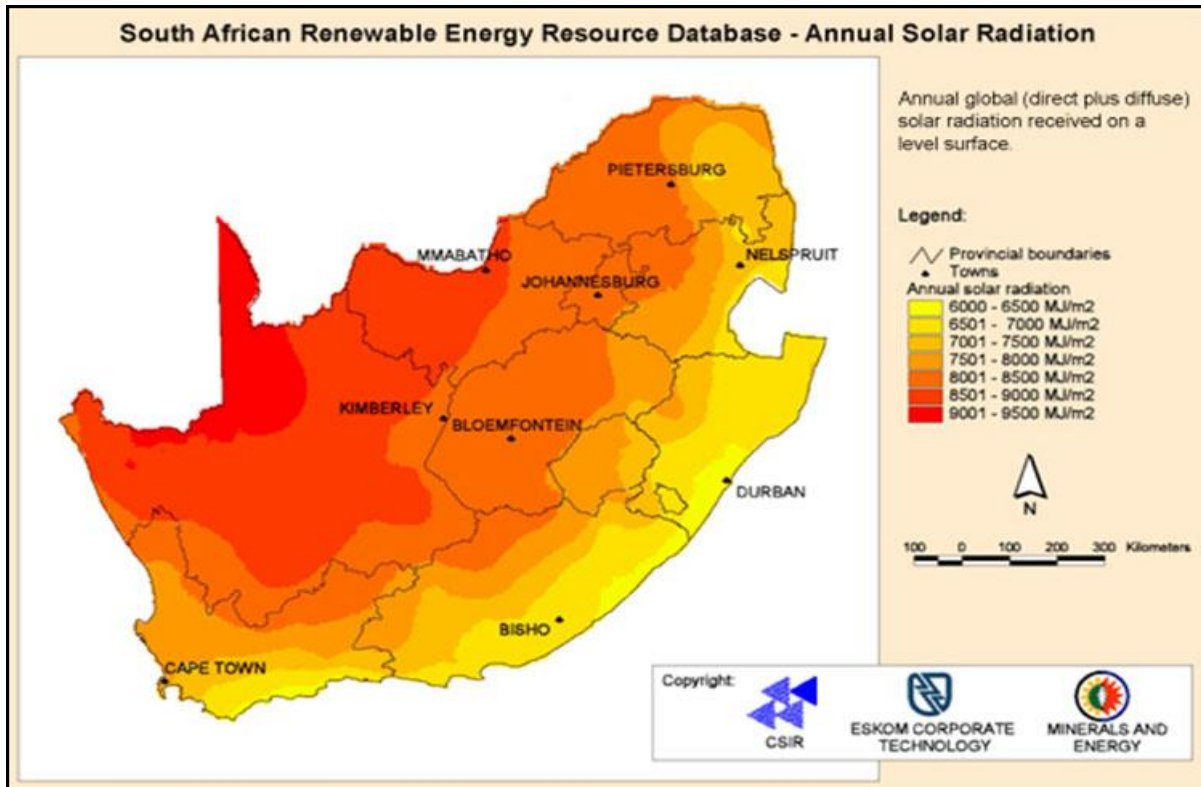 South African Renewable Energy Resource Database - Annual Solar Radiation
Annual global (direct plus diffuse)
solar radiation received on a
level surface.
PIETERSBURG
MMABATHO
NELSPRUIT
JOHANNESBURG
KIMBERLEY
BLOEMFONTEIN
DURBAN
BISHO
CAPE TOWN
Legend:
Provincial boundaries
Towns
Annual solar radiation
6000 - 6500 MJ/m2
6501 - 7000 MJ/m2
7001 - 7500 MJ/m2
7501 - 8000 MJ/m2
8001 - 8500 MJ/m2
8501 - 9000 MJ/m2
9001 - 9500 MJ/m2
N
100 0 100 200 300 Kilometers
Copyright:
CSIR
ESKOM CORPORATE
TECHNOLOGY
MINERALS AND
ENERGY